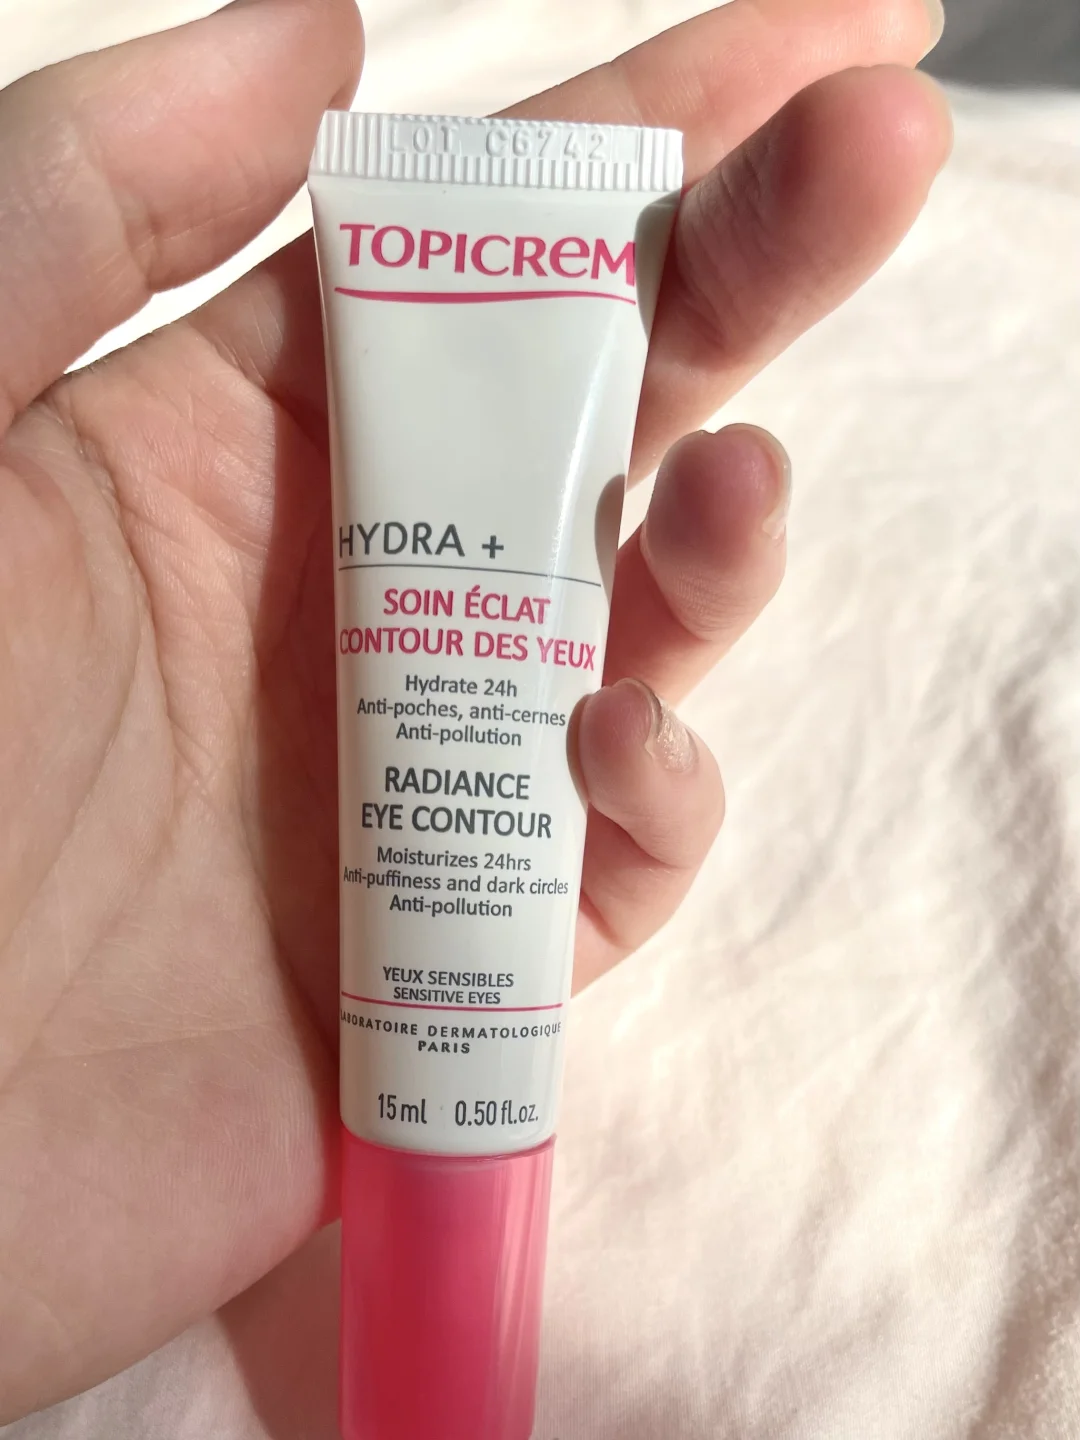 LOT C6742
TOPICREM
HYDRA +
SOIN ÉCLAT
CONTOUR DES YEUX
Hydrate 24h
Anti-poches, anti-cernes
Anti-pollution
RADIANCE
EYE CONTOUR
Moisturizes 24hrs
Anti-puffiness and dark circles
Anti-pollution
YEUX SENSIBLES
SENSITIVE EYES
LABORATOIRE DERMATOLOGIQUE
PARIS
15 ml 0.50 fl.oz.